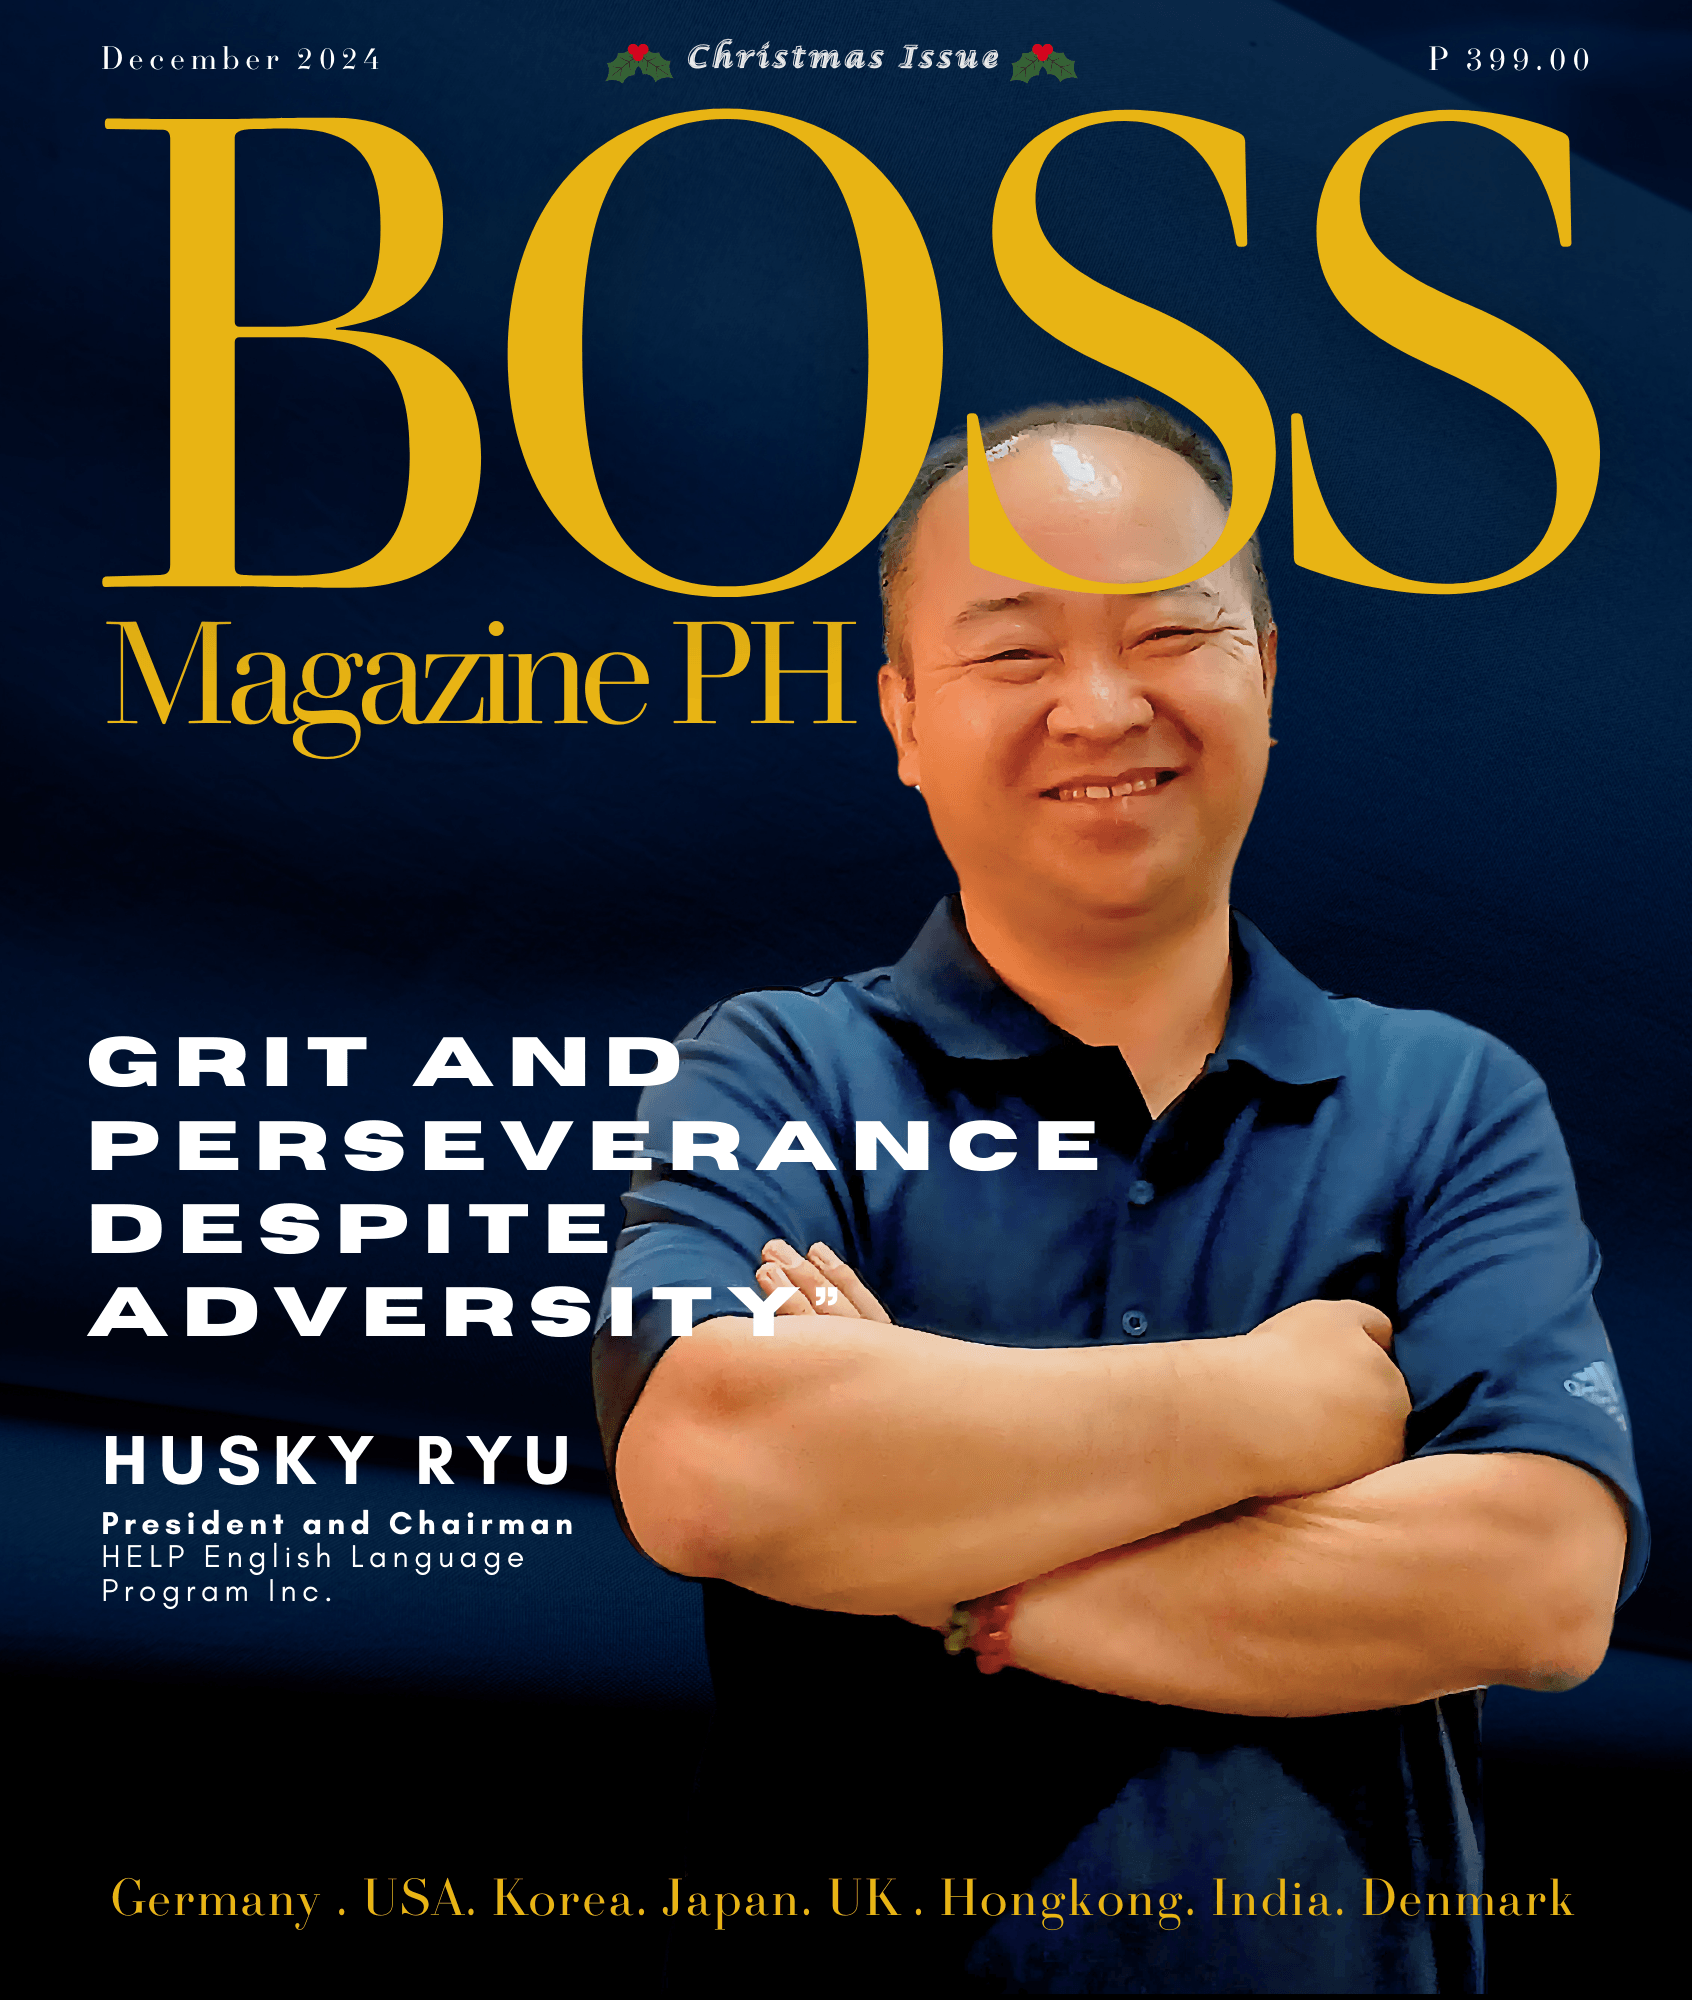 December 2024
Christmas Issue
P 399.00
BOSS
Magazine PH
GRIT AND
PERSEVERANCE
DESPITE
ADVERSITY”
HUSKY RYU
President and Chairman
HELP English Language
Program Inc.
Germany . USA. Korea. Japan. UK . Hongkong. India. Denmark